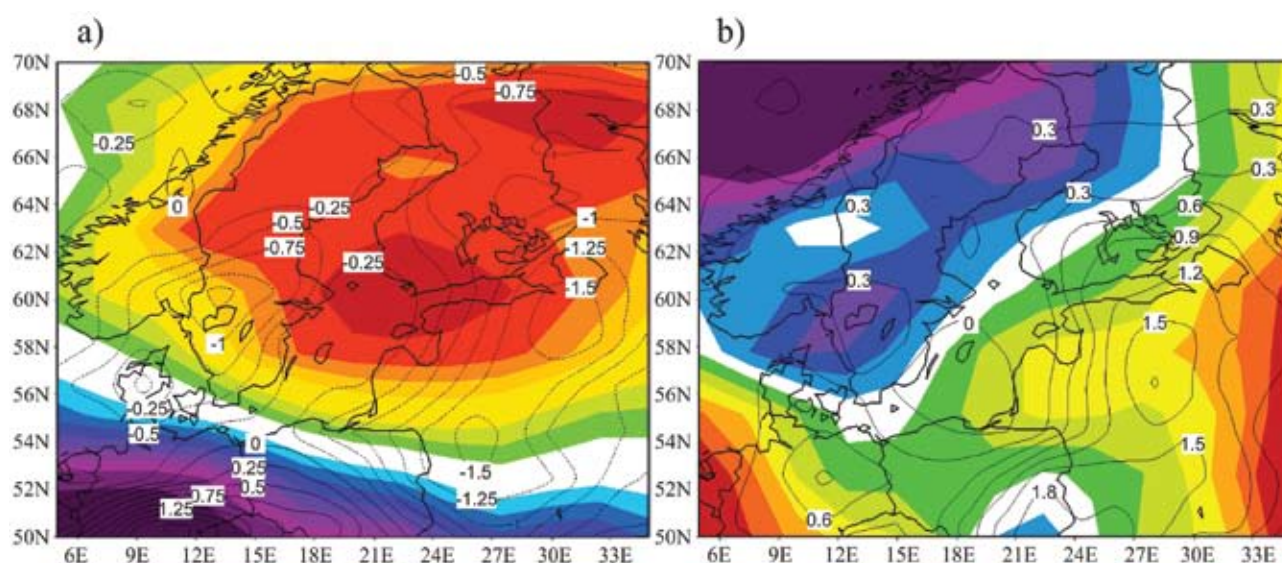 a)
b)
70N
-0.5
-0.75
68N
-0.25
66N
0
64N
-0.25
-0.5
-1
-0.75
62N
-0.25
-1.25
-1.5
60N
-1
58N
56N
-0.25
-0.5
54N
0
0.25
-1.5
52N
0.75
0.5
-1.25
1.25
50N
6E 9E 12E 15E 18E 21E 24E 27E 30E 33E
70N
68N
0.3
0.3
66N
0.3
64N
0.3
0.3
0.6
0.9
62N
1.2
0.3
60N
0
1.5
58N
56N
54N
1.5
52N
1.8
0.6
50N
6E 9E 12E 15E 18E 21E 24E 27E 30E 33E